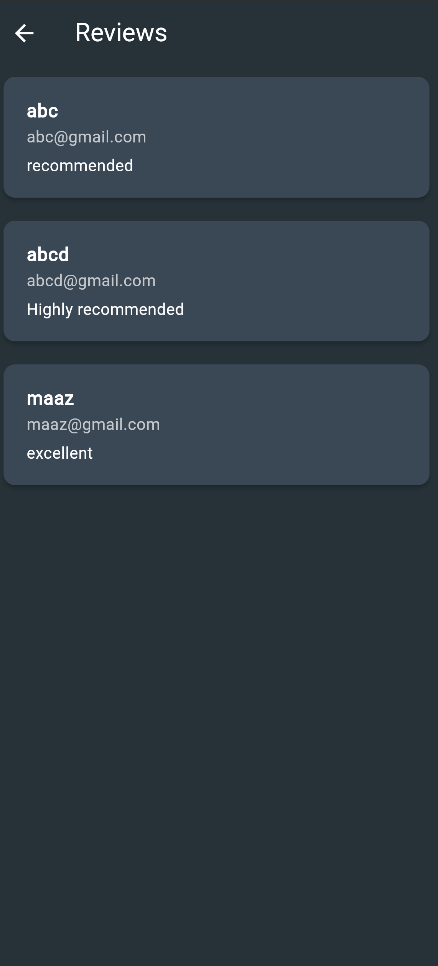 Reviews
abc
abc@gmail.com
recommended
abcd
abcd@gmail.com
Highly recommended
maaz
maaz@gmail.com
excellent